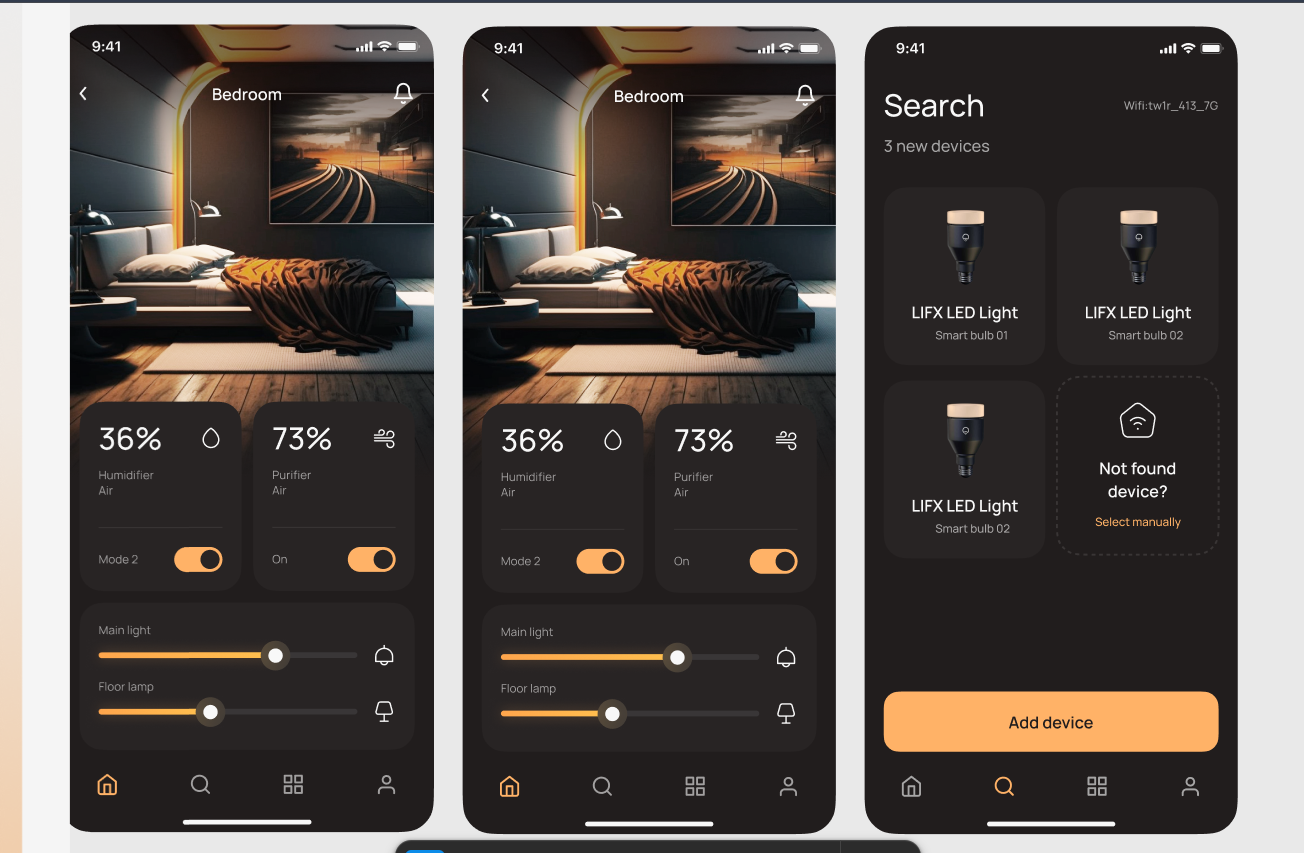 9:41
Bedroom
36%
Humidifier
Air
Mode 2
73%
Purifier
Air
On
Main light
Floor lamp
9:41
Bedroom
36%
Humidifier
Air
Mode 2
73%
Purifier
Air
On
Main light
Floor lamp
9:41
Search
Wifi:tw1r_413_7G
3 new devices
LIFX LED Light
Smart bulb 01
LIFX LED Light
Smart bulb 02
LIFX LED Light
Smart bulb 02
Not found
device?
Select manually
Add device